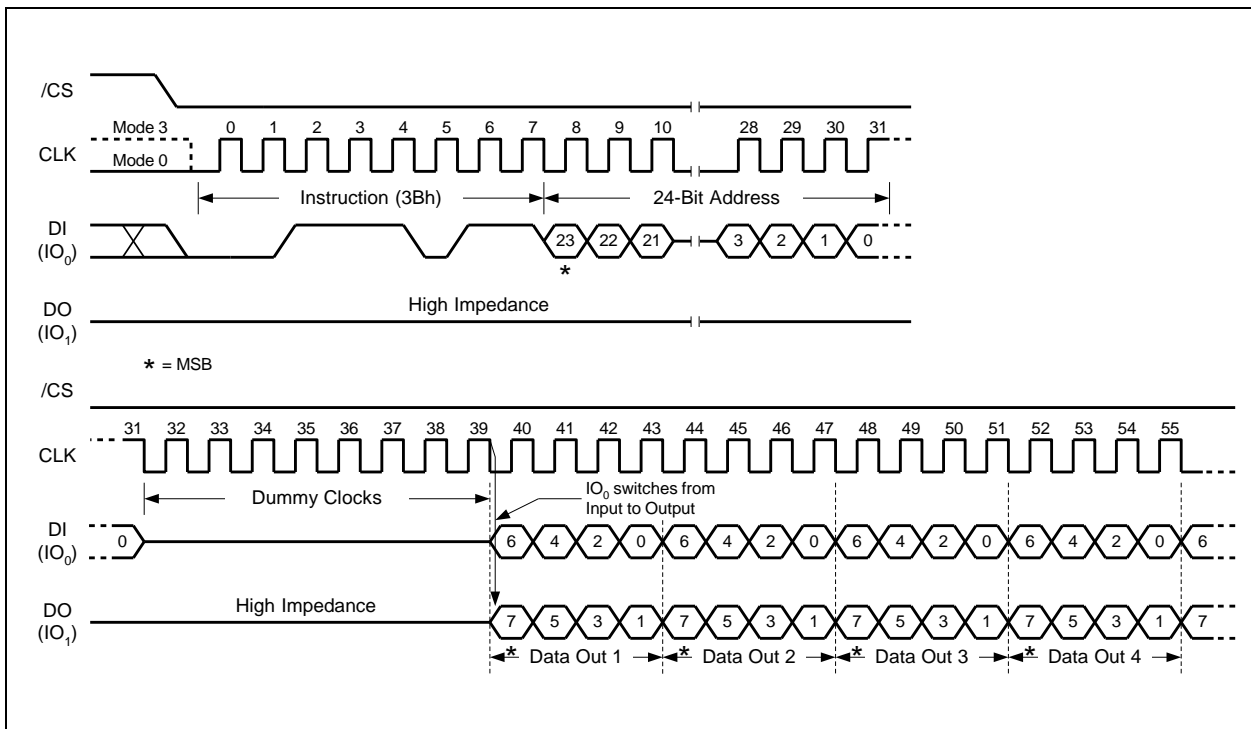 /CS
Mode 3 0 1 2 3 4 5 6 7 8 9 10 28 29 30 31
CLK
Mode 0
Instruction (3Bh) 24-Bit Address
DI
(IO0)
23 22 21 3 2 1 0
*
DO
(IO1)
High Impedance
* = MSB
/CS
31 32 33 34 35 36 37 38 39 40 41 42 43 44 45 46 47 48 49 50 51 52 53 54 55
CLK
Dummy Clocks
IO0 switches from
Input to Output
DI
(IO0)
0 6 4 2 0 6 4 2 0 6 4 2 0 6 4 2 0 6
DO
(IO1)
High Impedance
7 5 3 1 7 5 3 1 7 5 3 1 7 5 3 1 7
* Data Out 1 * Data Out 2 * Data Out 3 * Data Out 4